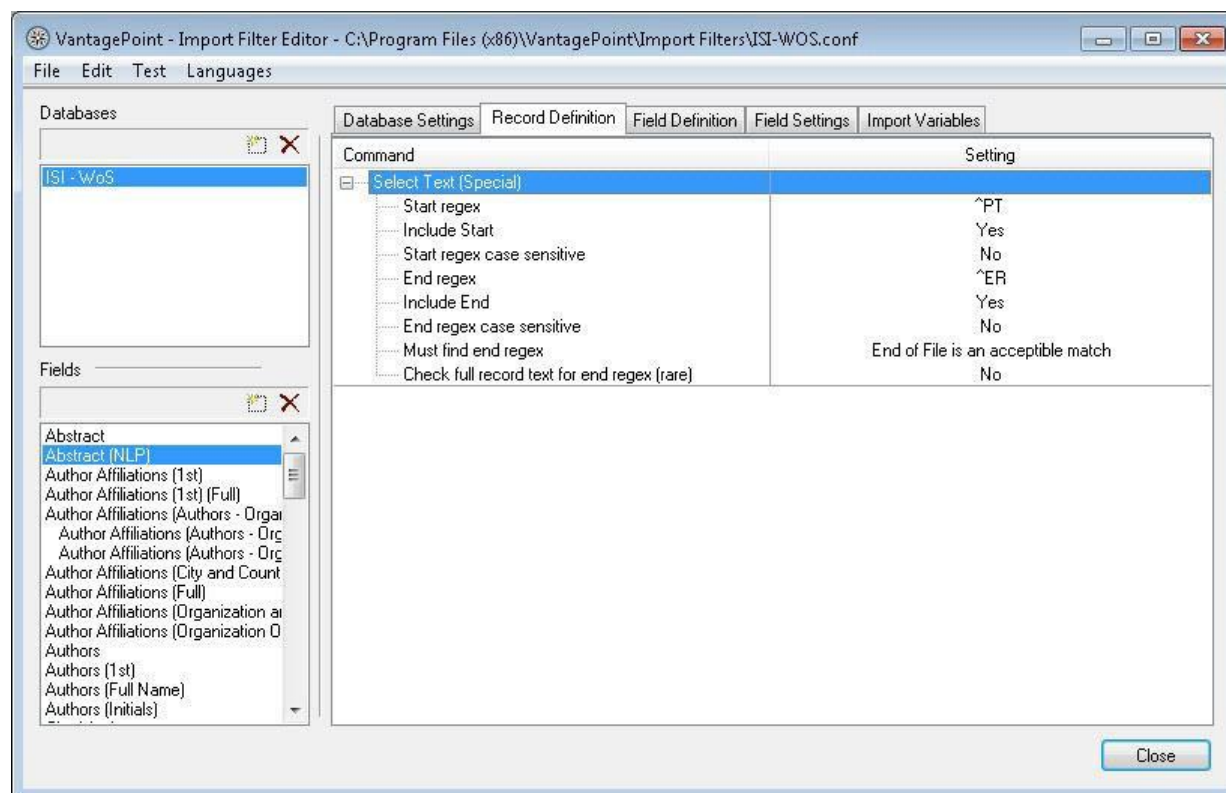 VantagePoint - Import Filter Editor - C:\Program Files (x86)\VantagePoint\Import Filters\ISI-WOS.conf
File Edit Test Languages
Databases
ISI - WoS
Fields
Abstract
Abstract (NLP)
Author Affiliations (1st)
Author Affiliations (1st) (Full)
Author Affiliations (Authors - Organ
Author Affiliations (Authors - Org
Author Affiliations (Authors - Org
Author Affiliations (City and Count
Author Affiliations (Full)
Author Affiliations (Organization a
Author Affiliations (Organization O
Authors
Authors (1st)
Authors (Full Name)
Authors (Initials)
Database Settings Record Definition Field Definition Field Settings Import Variables
Command Setting
Select Text (Special)
Start regex ^PT
Include Start Yes
Start regex case sensitive No
End regex ^ER
Include End Yes
End regex case sensitive No
Must find end regex End of File is an acceptible match
Check full record text for end regex (rare) No
Close